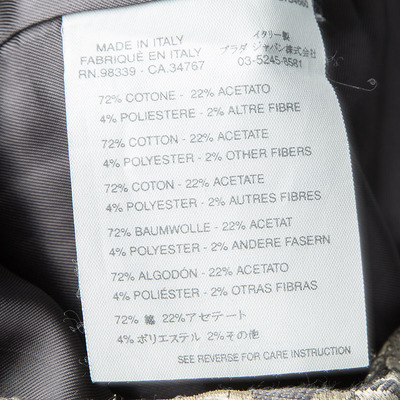 MADE IN ITALY
FABRIQUÉ EN ITALY
RN.98339 - CA.34767
イタリー製
プラダ ジャパン株式会社
03-5245-8581
72% COTONE - 22% ACETATO
4% POLIESTERE - 2% ALTRE FIBRE
72% COTTON - 22% ACETATE
4% POLYESTER - 2% OTHER FIBERS
72% COTON - 22% ACETATE
4% POLYESTER - 2% AUTRES FIBRES
72% BAUMWOLLE - 22% ACETAT
4% POLYESTER - 2% ANDERE FASERN
72% ALGODÓN - 22% ACETATO
4% POLIÉSTER - 2% OTRAS FIBRAS
72% 綿 22%アセテート
4% ポリエステル 2%その他
SEE REVERSE FOR CARE INSTRUCTION